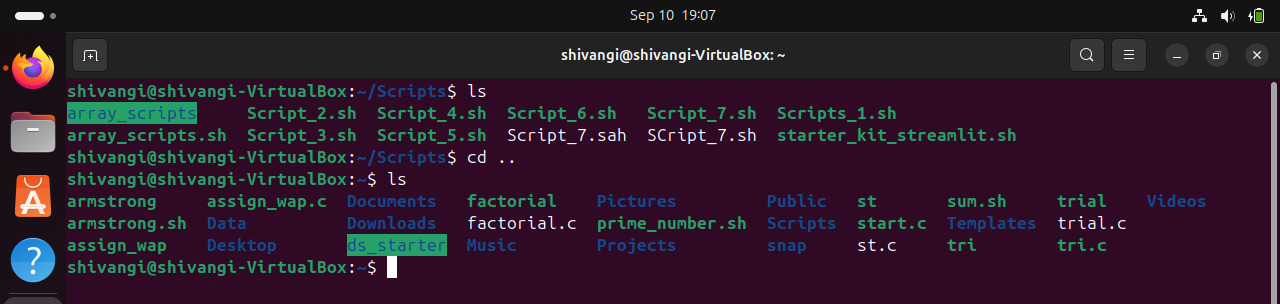 Sep 10 19:07
shivangi@shivangi-VirtualBox: ~
shivangi@shivangi-VirtualBox:~/Scripts$ ls
array_scripts Script_2.sh Script_4.sh Script_6.sh Script_7.sh Scripts_1.sh
array_scripts.sh Script_3.sh Script_5.sh Script_7.sah SCript_7.sh starter_kit_streamlit.sh
shivangi@shivangi-VirtualBox:~/Scripts$ cd ..
shivangi@shivangi-VirtualBox:~$ ls
armstrong assign_wap.c Documents factorial Pictures Public st sum.sh trial Videos
armstrong.sh Data Downloads factorial.c prime_number.sh Scripts start.c Templates trial.c
assign_wap Desktop ds_starter Music Projects snap st.c tri tri.c
shivangi@shivangi-VirtualBox:~$